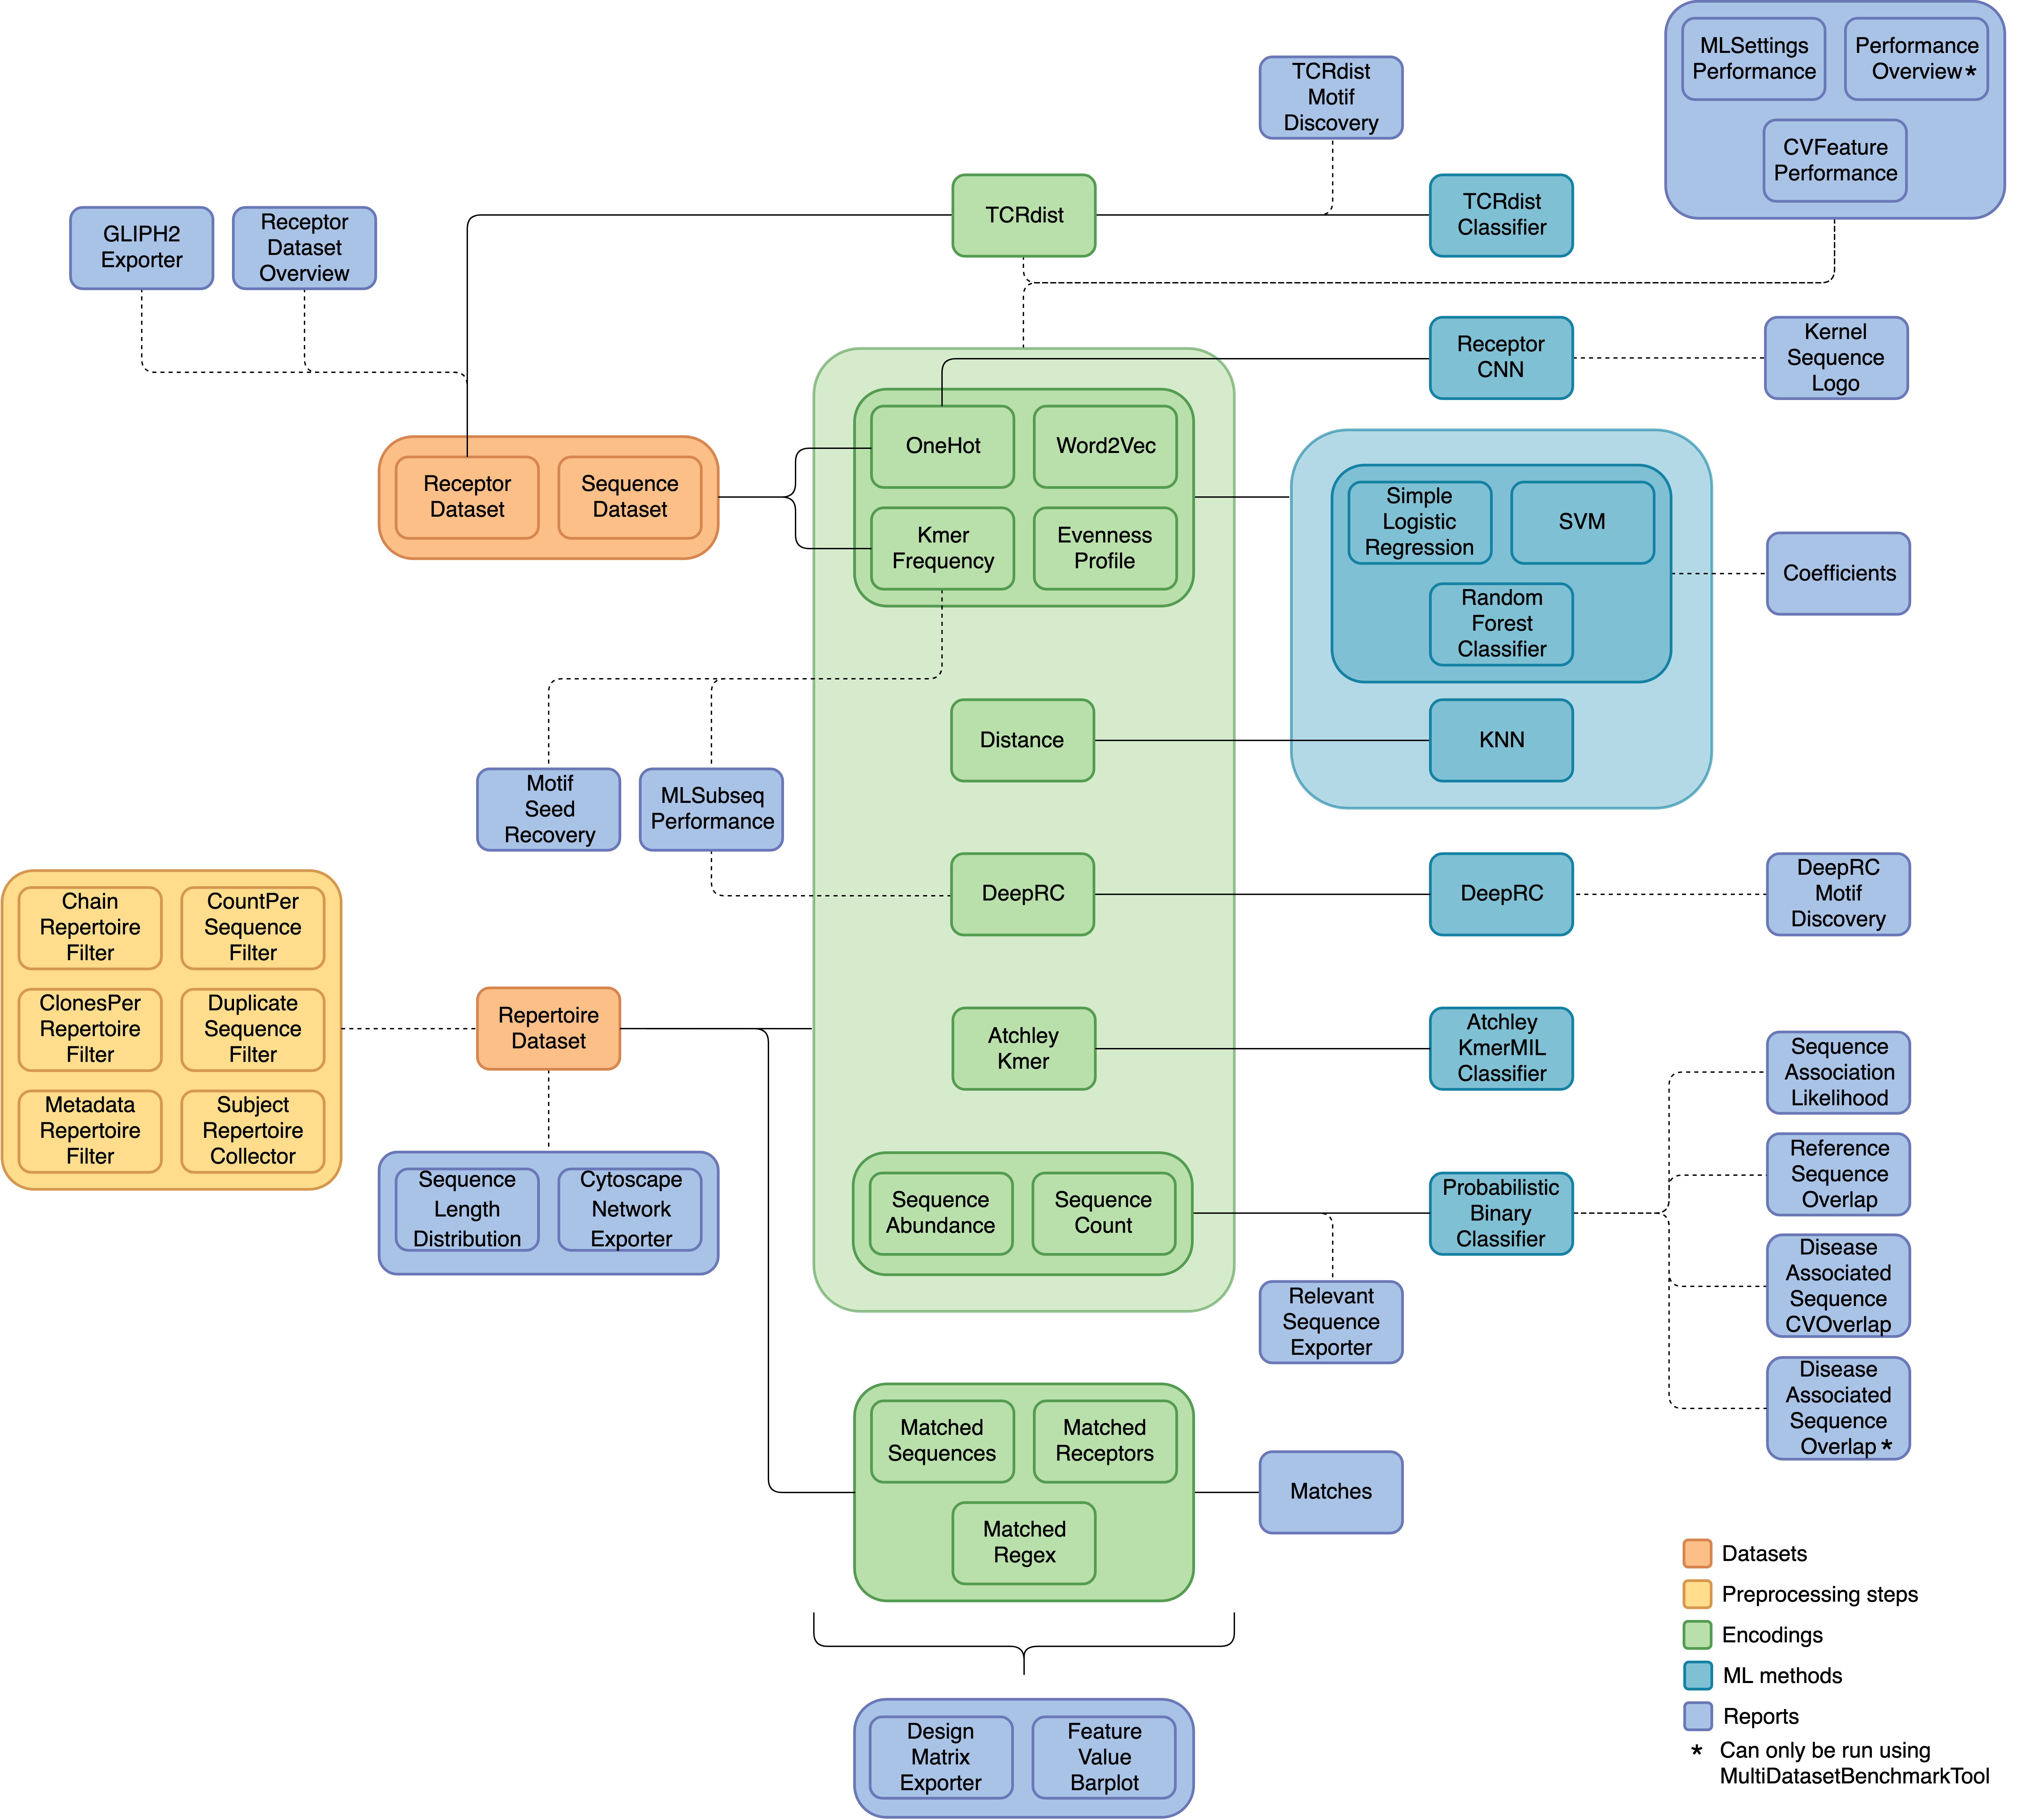 MLSettings
Performance
Performance
Overview*
CVFeature
Performance
TCRdist
Motif
Discovery
TCRdist
TCRdist
Classifier
GLIPH2
Exporter
Receptor
Dataset
Overview
Receptor
CNN
Kernel
Sequence
Logo
Receptor
Dataset
Sequence
Dataset
OneHot
Word2Vec
Kmer
Frequency
Evenness
Profile
Simple
Logistic
Regression
SVM
Random
Forest
Classifier
Coefficients
Distance
KNN
Motif
Seed
Recovery
MLSubseq
Performance
DeepRC
DeepRC
DeepRC
Motif
Discovery
Chain
Repertoire
Filter
CountPer
Sequence
Filter
ClonesPer
Repertoire
Filter
Duplicate
Sequence
Filter
Metadata
Repertoire
Filter
Subject
Repertoire
Collector
Repertoire
Dataset
Atchley
Kmer
Atchley
KmerMIL
Classifier
Sequence
Length
Distribution
Cytoscape
Network
Exporter
Sequence
Abundance
Sequence
Count
Probabilistic
Binary
Classifier
Sequence
Association
Likelihood
Reference
Sequence
Overlap
Disease
Associated
Sequence
CVOverlap
Disease
Associated
Sequence
Overlap*
Relevant
Sequence
Exporter
Matched
Sequences
Matched
Receptors
Matched
Regex
Matches
Design
Matrix
Exporter
Feature
Value
Barplot
Datasets
Preprocessing steps
Encodings
ML methods
Reports
* Can only be run using
MultiDatasetBenchmarkTool